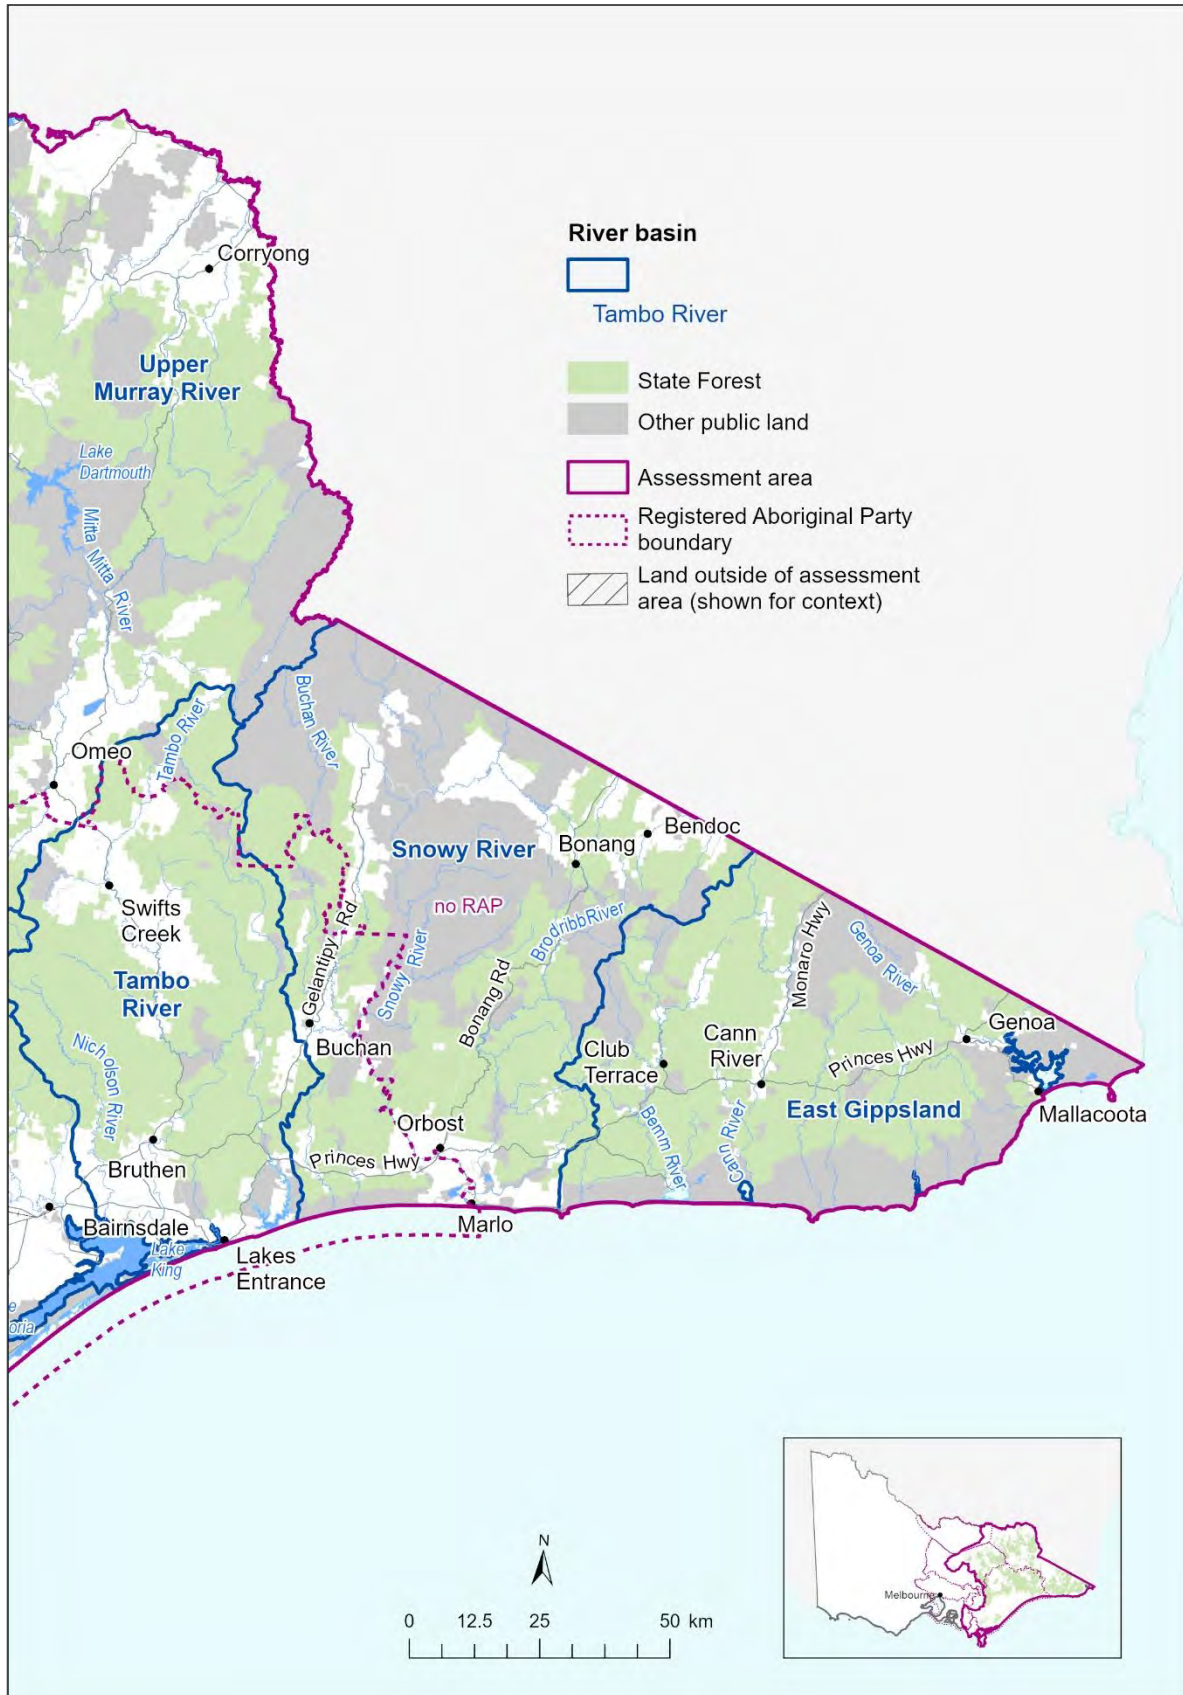 Corryong
River basin
Tambo River
Upper
Murray River
State Forest
Other public land
Lake
Dartmouth
Assessment area
Registered Aboriginal Party
boundary
Land outside of assessment
area (shown for context)
Mitta Mitta River
Buchan River
Tambo River
Omeo
Bendoc
Bonang
Snowy River
no RAP
Swifts
Creek
Gelantipy Rd
Snowy River
Brodribb River
Bonang Rd
Monaro Hwy
Genoa River
Tambo
River
Nicholson River
Buchan
Club
Terrace
Cann
River
Princes Hwy
Genoa
East Gippsland
Mallacoota
Bemm River
Cann River
Orbost
Princes Hwy
Bruthen
Marlo
Bairnsdale
Lake
King
Lakes
Entrance
e
oria
N
0 12.5 25 50 km
Melbourne